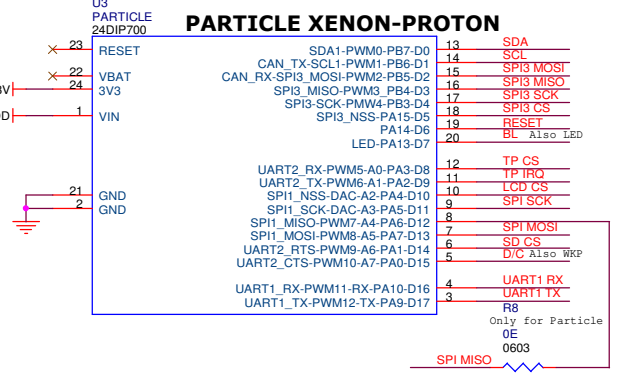 U3
PARTICLE
24DIP700
PARTICLE XENON-PROTON
23 RESET
22 VBAT
24 3V3
1 VIN
21 GND
2 GND
SDA1-PWM0-PB7-D0 13 SDA
CAN_TX-SCL1-PWM1-PB6-D1 14 SCL
CAN_RX-SPI3_MOSI-PWM2-PB5-D2 15 SPI3 MOSI
SPI3_MISO-PWM3_PB4-D3 16 SPI3 MISO
SPI3-SCK-PMW4-PB3-D4 17 SPI3 SCK
SPI3_NSS-PA15-D5 18 SPI3 CS
PA14-D6 19 RESET
LED-PA13-D7 20 BL Also LED
UART2_RX-PWM5-A0-PA3-D8 12 TP CS
UART2_TX-PWM6-A1-PA2-D9 11 TP IRQ
SPI1_NSS-DAC-A2-PA4-D10 10 LCD CS
SPI1_SCK-DAC-A3-PA5-D11 9 SPI SCK
SPI1_MISO-PWM7-A4-PA6-D12 8
SPI1_MOSI-PWM8-A5-PA7-D13 7 SPI MOSI
UART2_RTS-PWM9-A6-PA1-D14 6 SD CS
UART2_CTS-PWM10-A7-PA0-D15 5 D/C Also WKP
UART1_RX-PWM11-RX-PA10-D16 4 UART1 RX
UART1_TX-PWM12-TX-PA9-D17 3 UART1 TX
R8
Only for Particle
0E
0603
SPI MISO